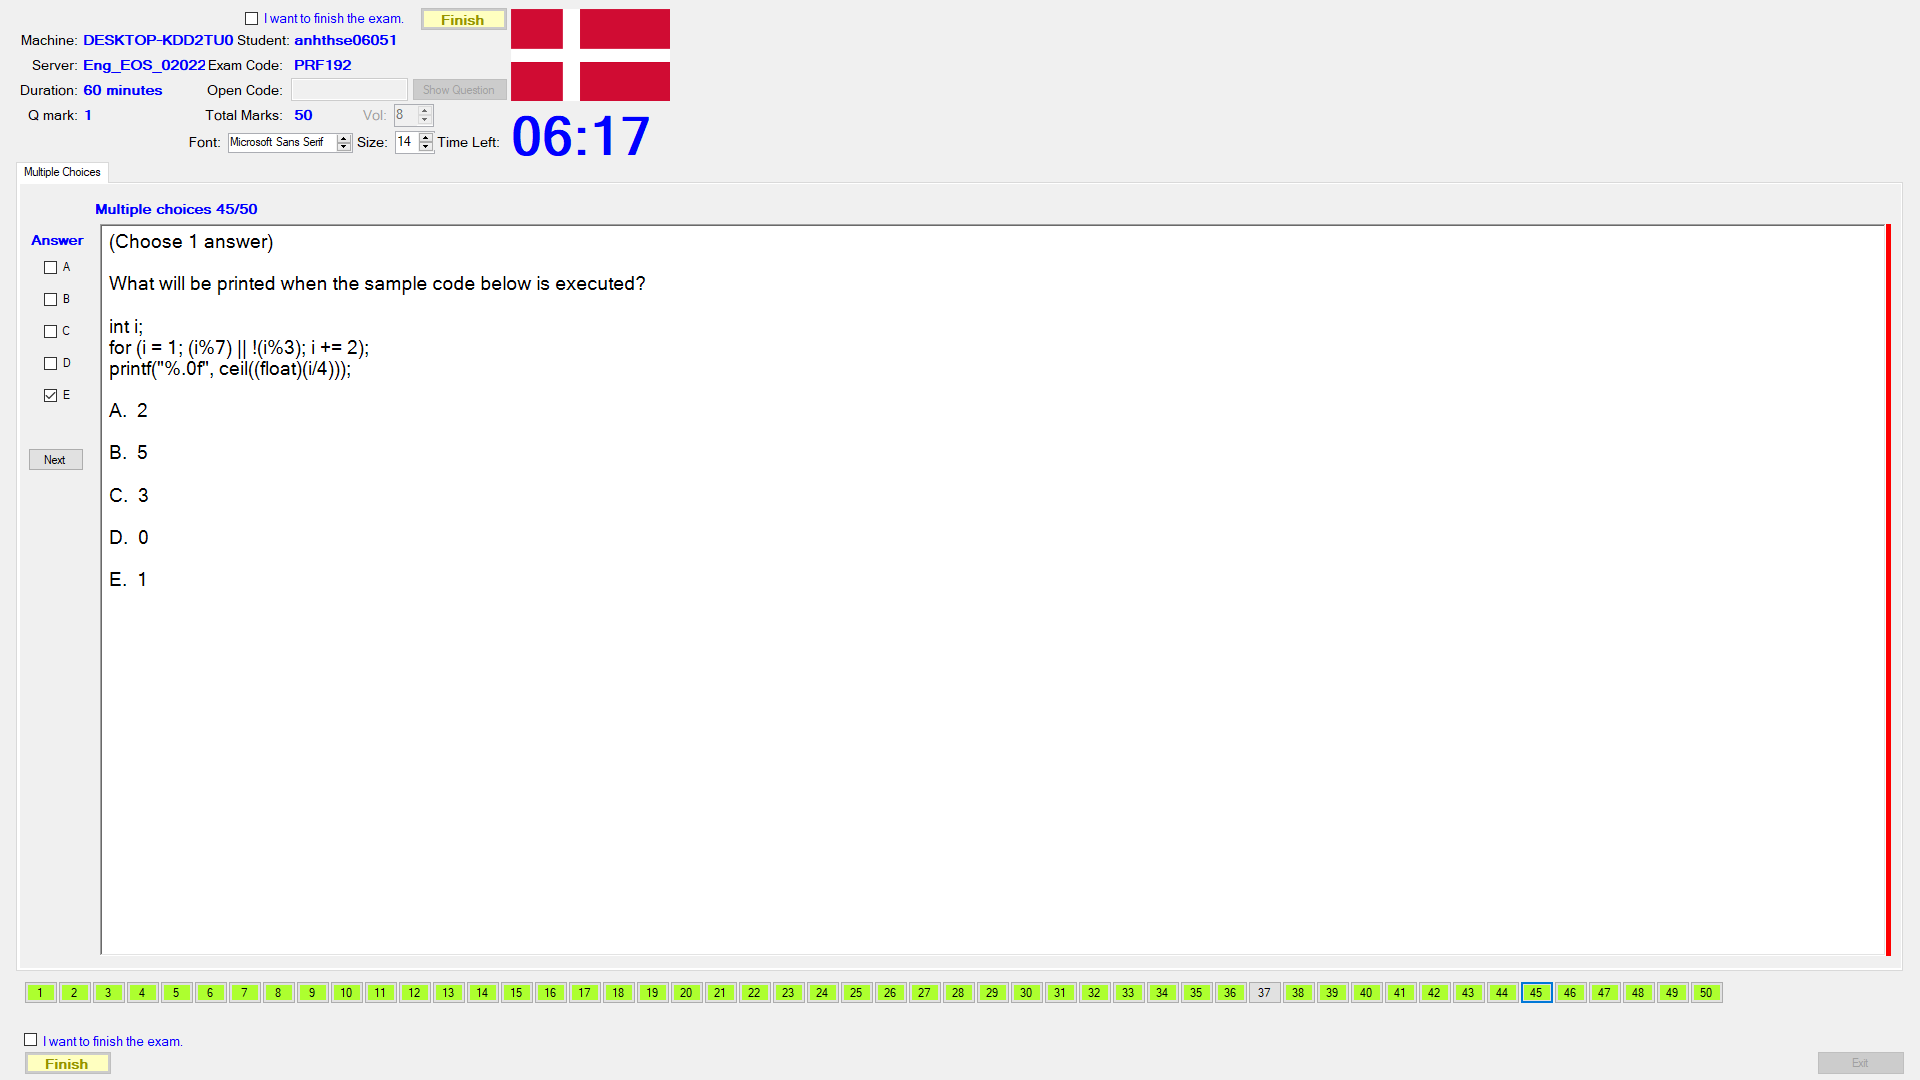 I want to finish the exam.
Finish
Machine: DESKTOP-KDD2TU0 Student: anhthse06051
Server: Eng_EOS_02022 Exam Code: PRF192
Duration: 60 minutes Open Code: Show Question
Q mark: 1 Total Marks: 50 Vol: 8
Font: Microsoft Sans Serif Size: 14 Time Left: 06:17
Multiple Choices
Multiple choices 45/50
Answer
A
B
C
D
E
Next
(Choose 1 answer)
What will be printed when the sample code below is executed?
int i;
for (i = 1; (i%7) || !(i%3); i += 2);
printf("%.0f", ceil((float)(i/4)));
A. 2
B. 5
C. 3
D. 0
E. 1
1 2 3 4 5 6 7 8 9 10 11 12 13 14 15 16 17 18 19 20 21 22 23 24 25 26 27 28 29 30 31 32 33 34 35 36 37 38 39 40 41 42 43 44 45 46 47 48 49 50
I want to finish the exam.
Finish
Exit